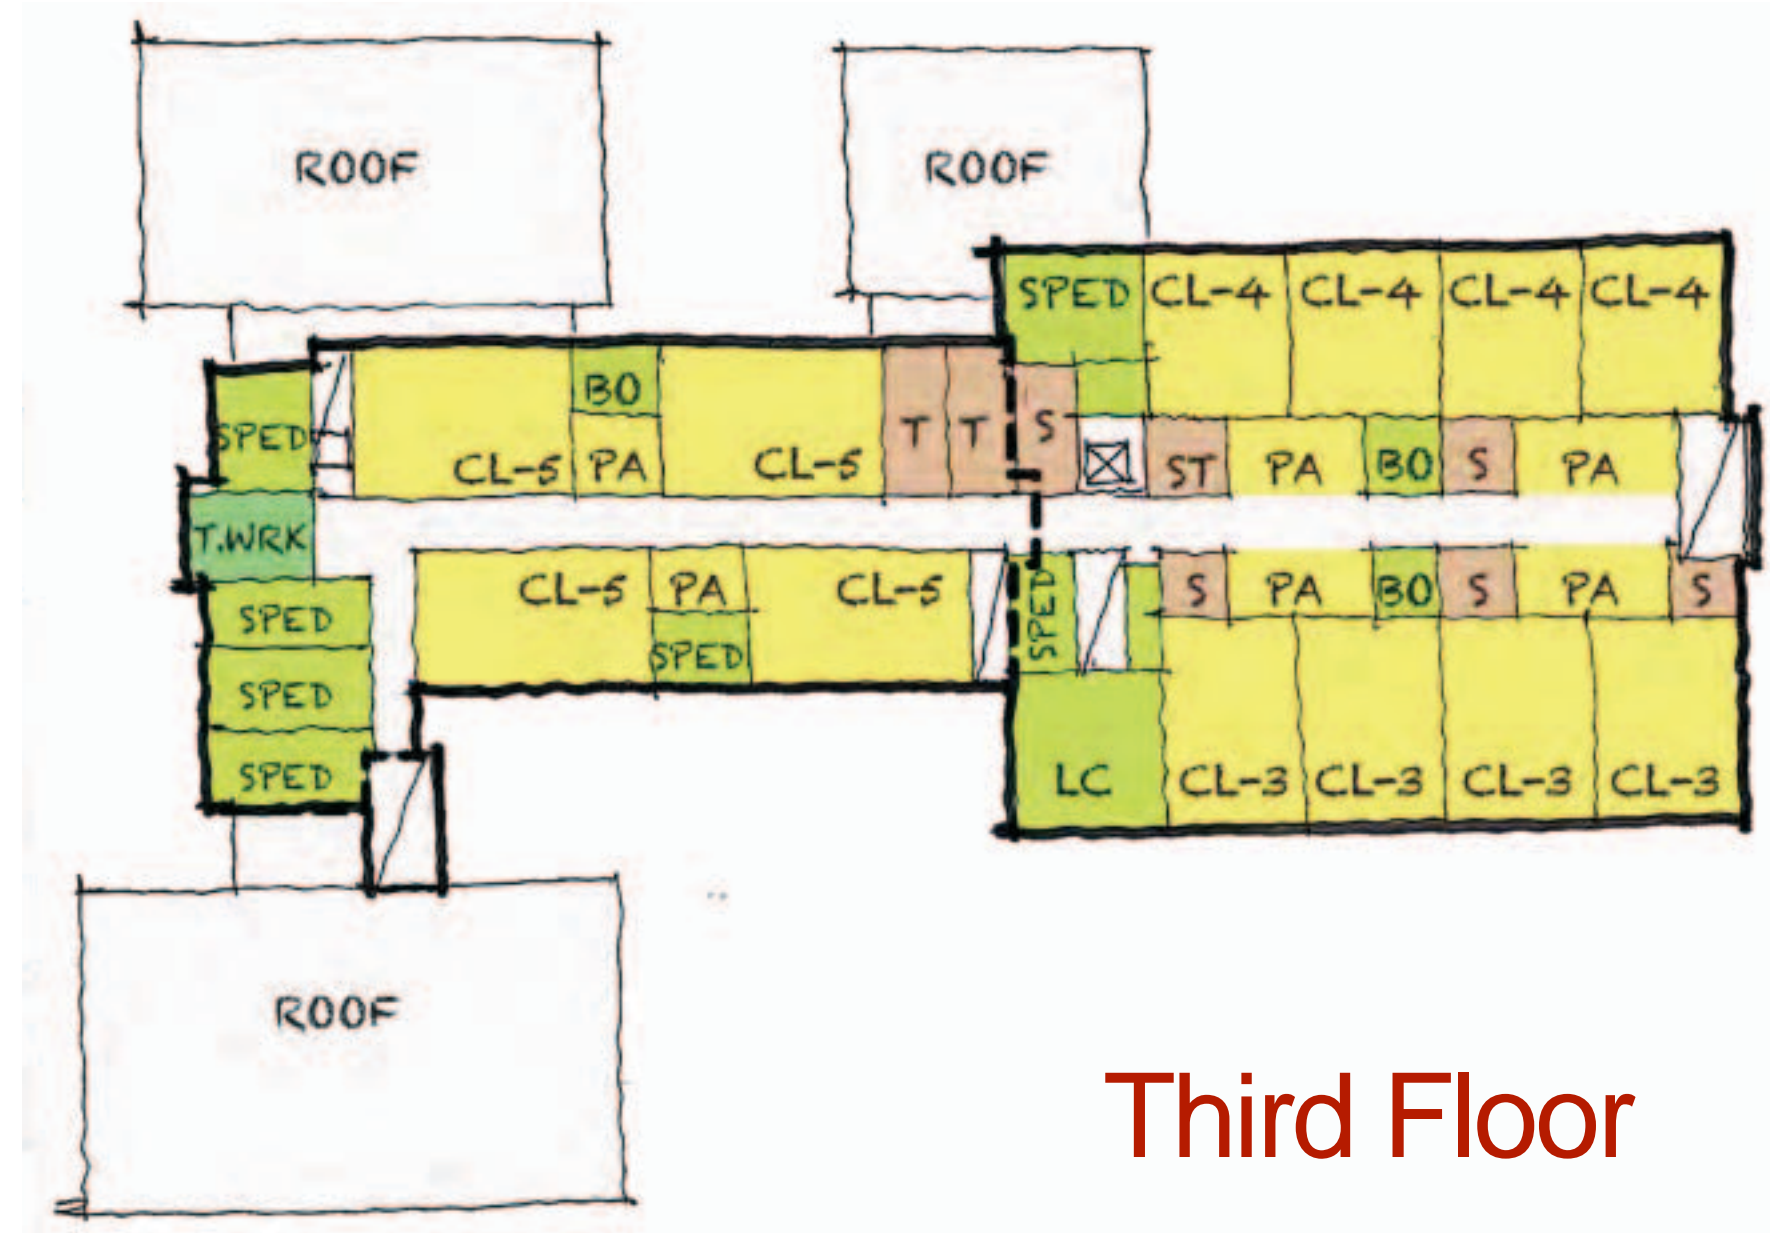 ROOF
ROOF
SPED CL-4 CL-4 CL-4 CL-4
SPED CL-5 BO PA CL-5 T T S ST PA BO S PA
T.WRK
CL-5 PA SPED CL-5 SPED S PA BO S PA S
SPED
SPED
SPED
LC CL-3 CL-3 CL-3 CL-3
ROOF
Third Floor